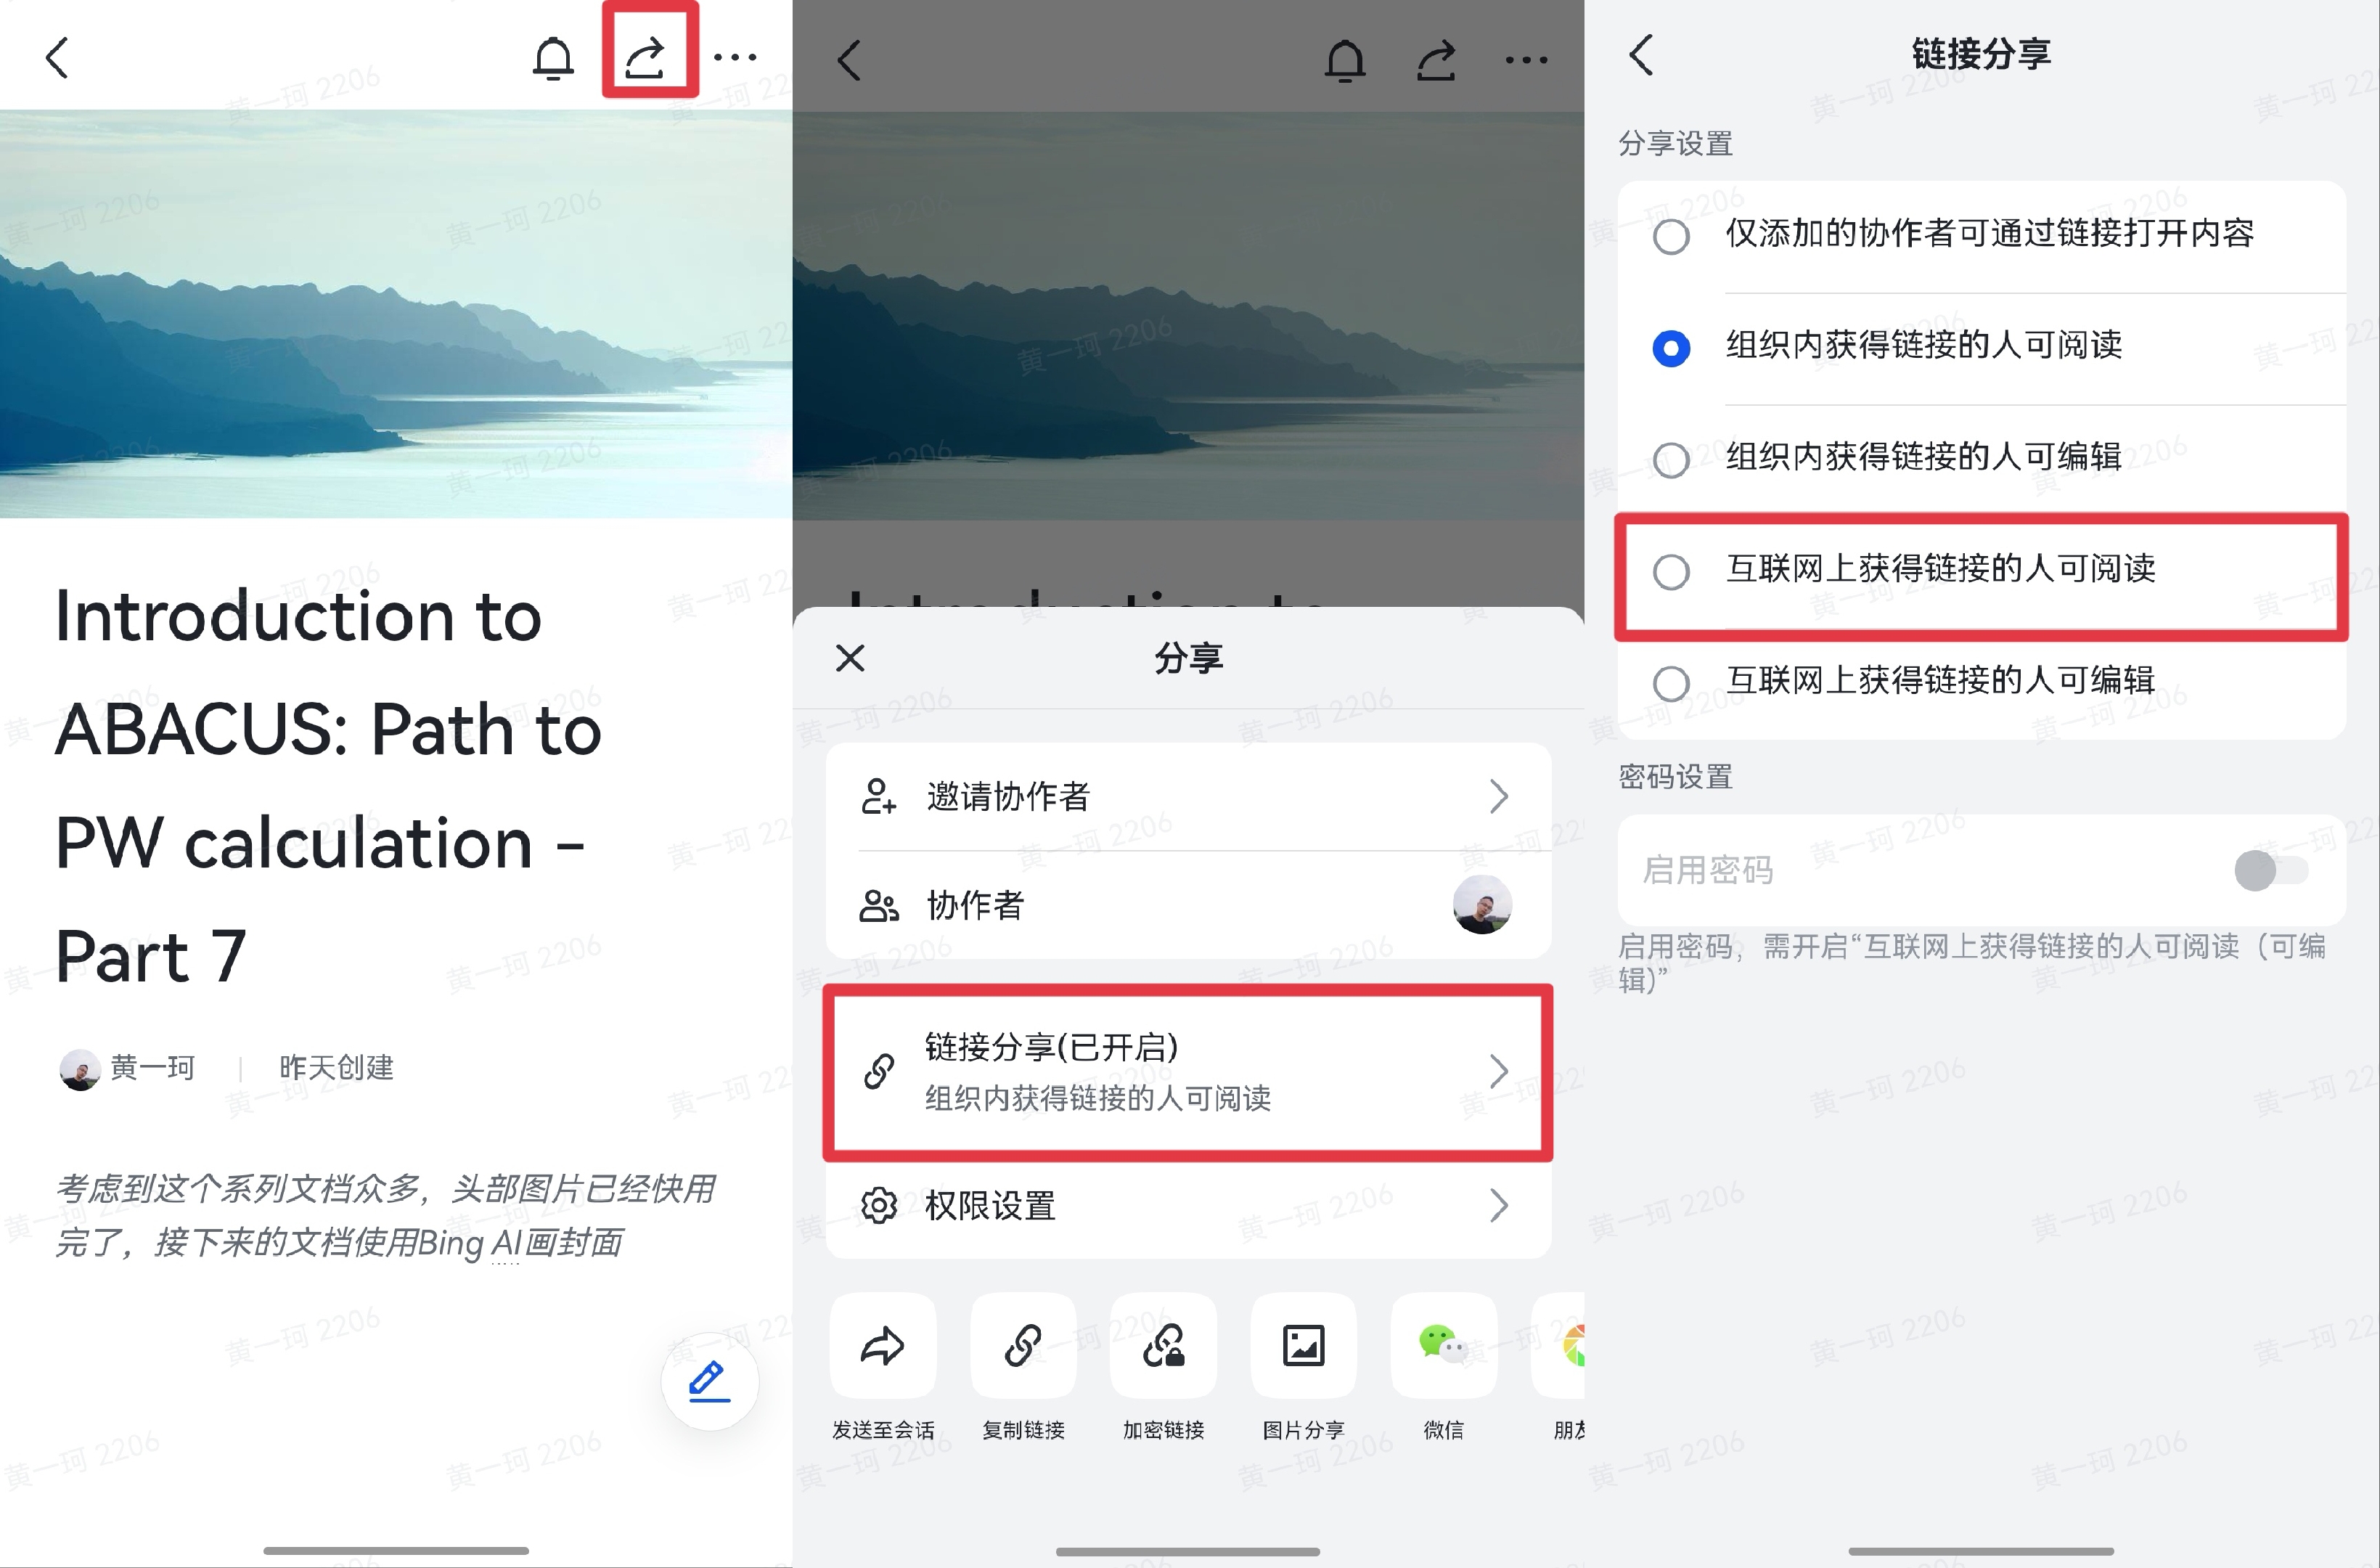 Introduction to
ABACUS: Path to
PW calculation –
Part 7
黄一珂 | 昨天创建
考虑到这个系列文档众多，头部图片已经快用
完了，接下来的文档使用Bing AI画封面
Introduction to
分享
邀请协作者
协作者
链接分享(已开启)
组织内获得链接的人可阅读
权限设置
发送至会话
复制链接
加密链接
图片分享
微信
朋友
链接分享
分享设置
仅添加的协作者可通过链接打开内容
组织内获得链接的人可阅读
组织内获得链接的人可编辑
互联网上获得链接的人可阅读
互联网上获得链接的人可编辑
密码设置
启用密码
启用密码，需开启“互联网上获得链接的人可阅读（可编
辑)”
黄一珂 2206